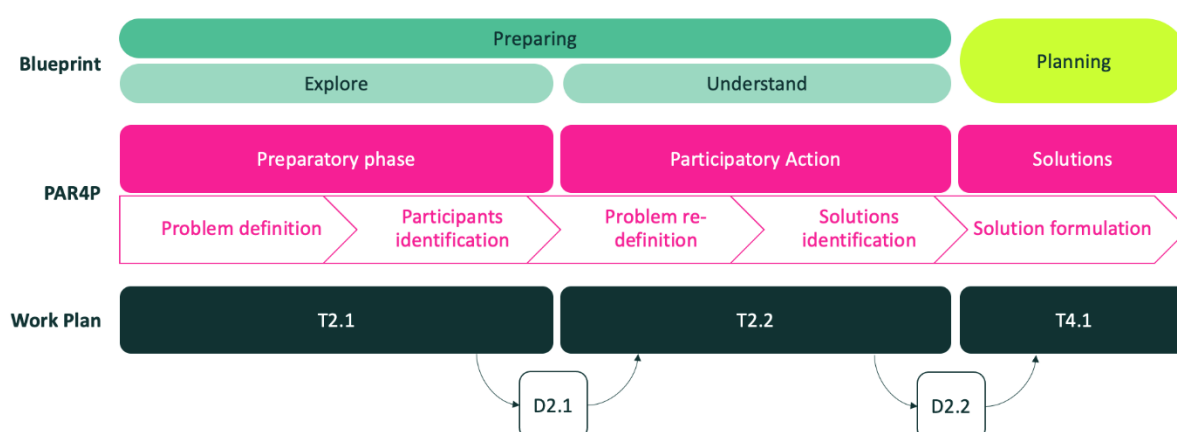 Blueprint
Preparing
Explore
Understand
Planning
PAR4P
Preparatory phase
Participatory Action
Solutions
Problem definition
Participants
identification
Problem re-
definition
Solutions
identification
Solution formulation
Work Plan
T2.1
T2.2
T4.1
D2.1
D2.2